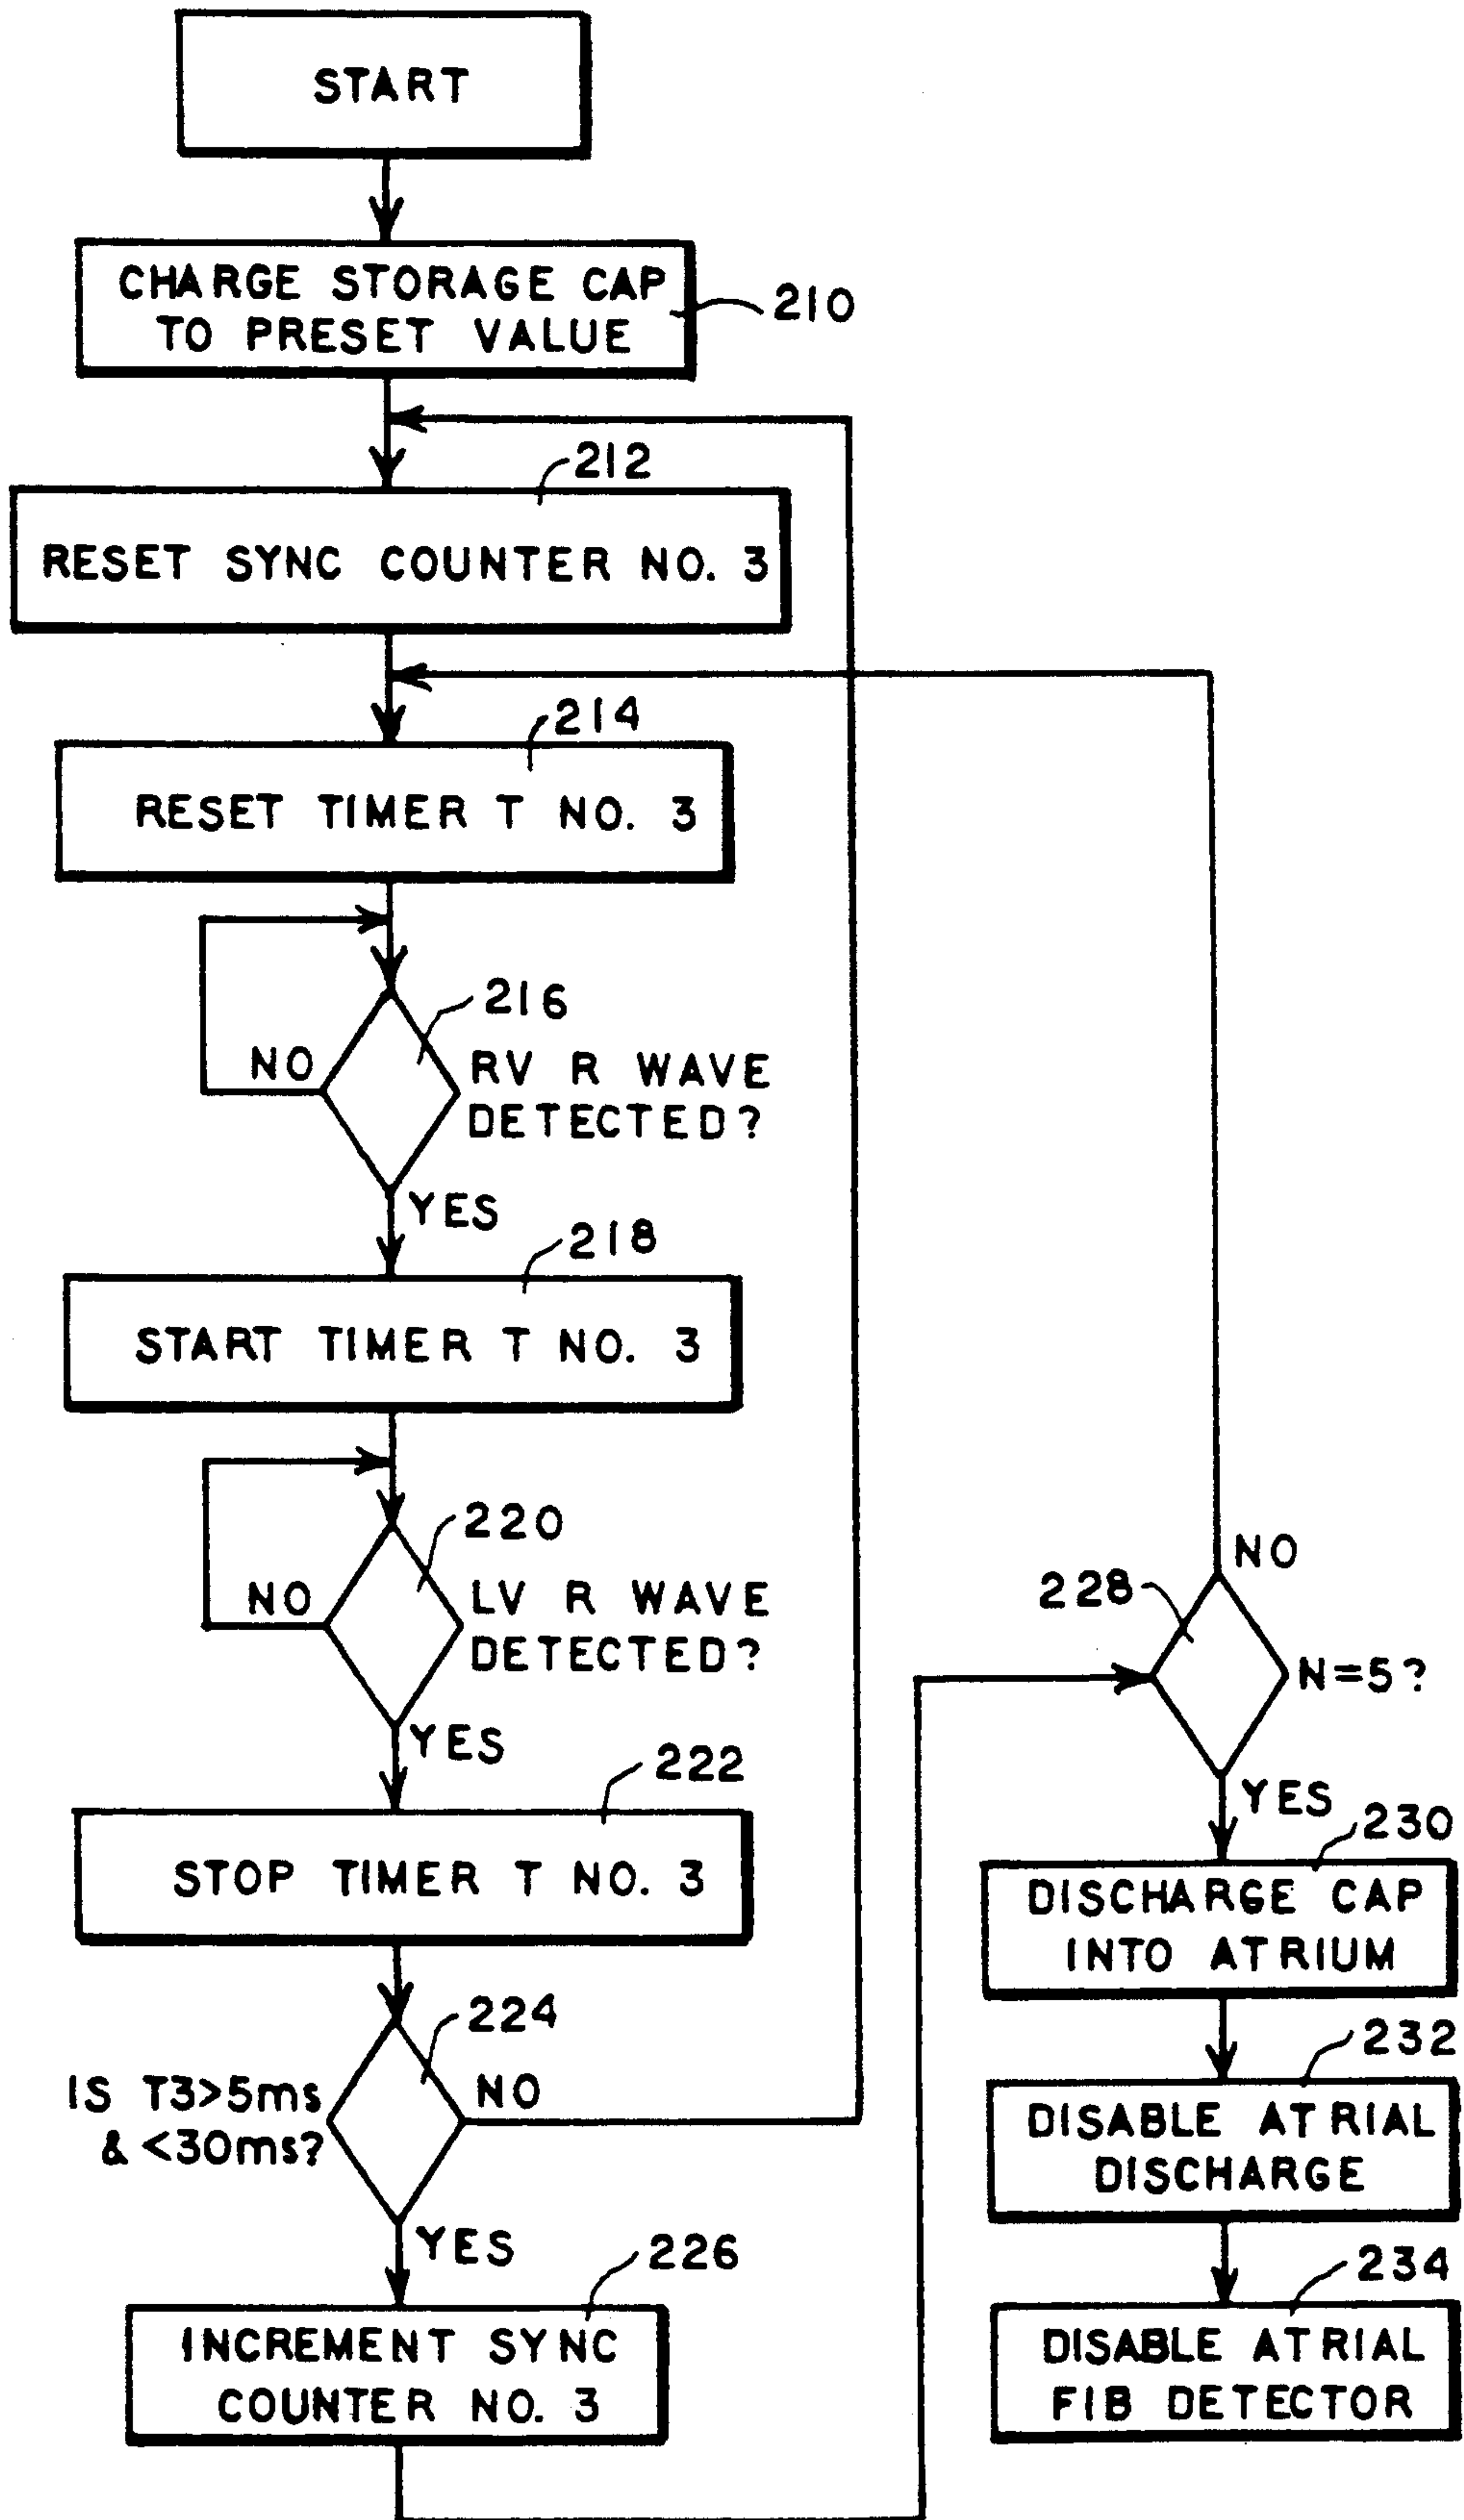 START
CHARGE STORAGE CAP
TO PRESET VALUE
210
212
RESET SYNC COUNTER NO. 3
214
RESET TIMER T NO. 3
216
NO
RV R WAVE
DETECTED?
YES
218
START TIMER T NO. 3
220
NO
LV R WAVE
DETECTED?
YES
222
STOP TIMER T NO. 3
224
IS T3>5ms
& <30ms?
NO
YES
226
INCREMENT SYNC
COUNTER NO. 3
NO
228
N=5?
YES
230
DISCHARGE CAP
INTO ATRIUM
232
DISABLE ATRIAL
DISCHARGE
234
DISABLE ATRIAL
FIB DETECTOR